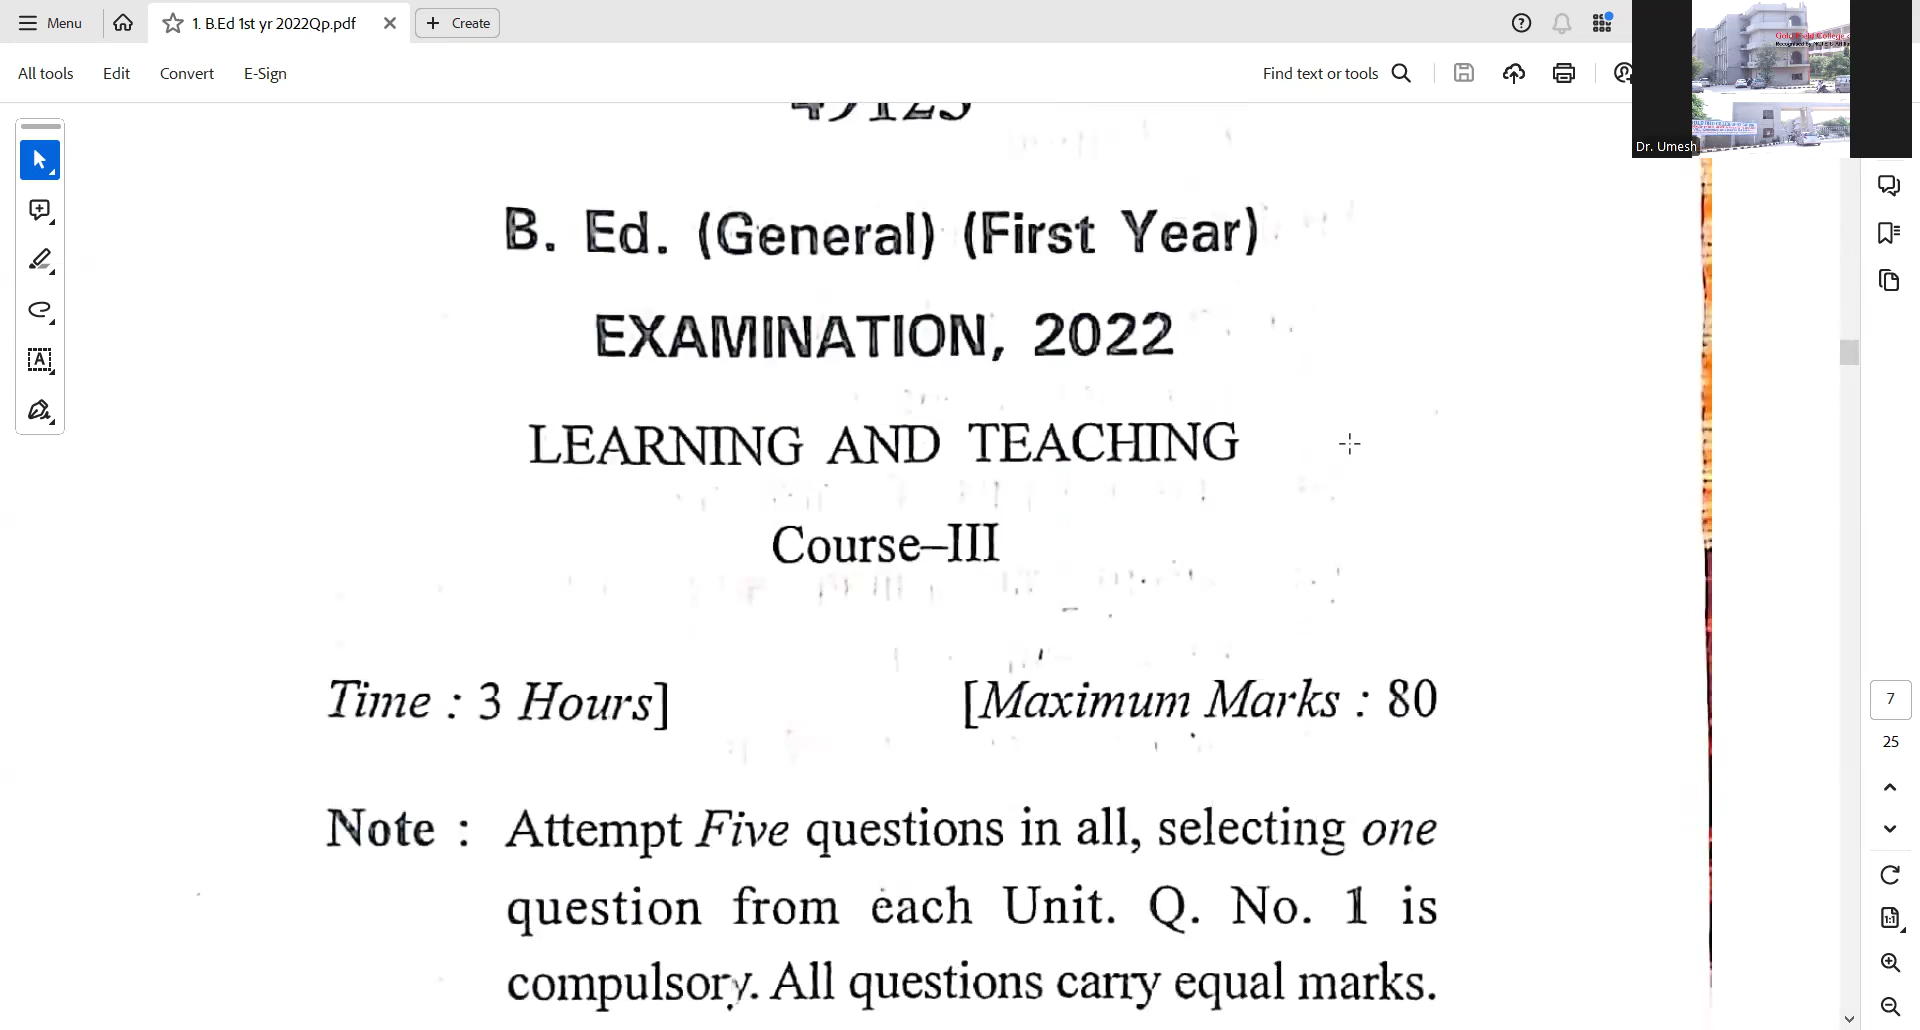 Menu
1. B.Ed 1st yr 2022Qp.pdf
Create
All tools
Edit
Convert
E-Sign
Find text or tools
Dr. Umesh
B. Ed. (General) (First Year)
EXAMINATION, 2022
LEARNING AND TEACHING
Course–III
Time : 3 Hours]
[Maximum Marks : 80
Note : Attempt Five questions in all, selecting one
question from each Unit. Q. No. 1 is
compulsory. All questions carry equal marks.
7
25